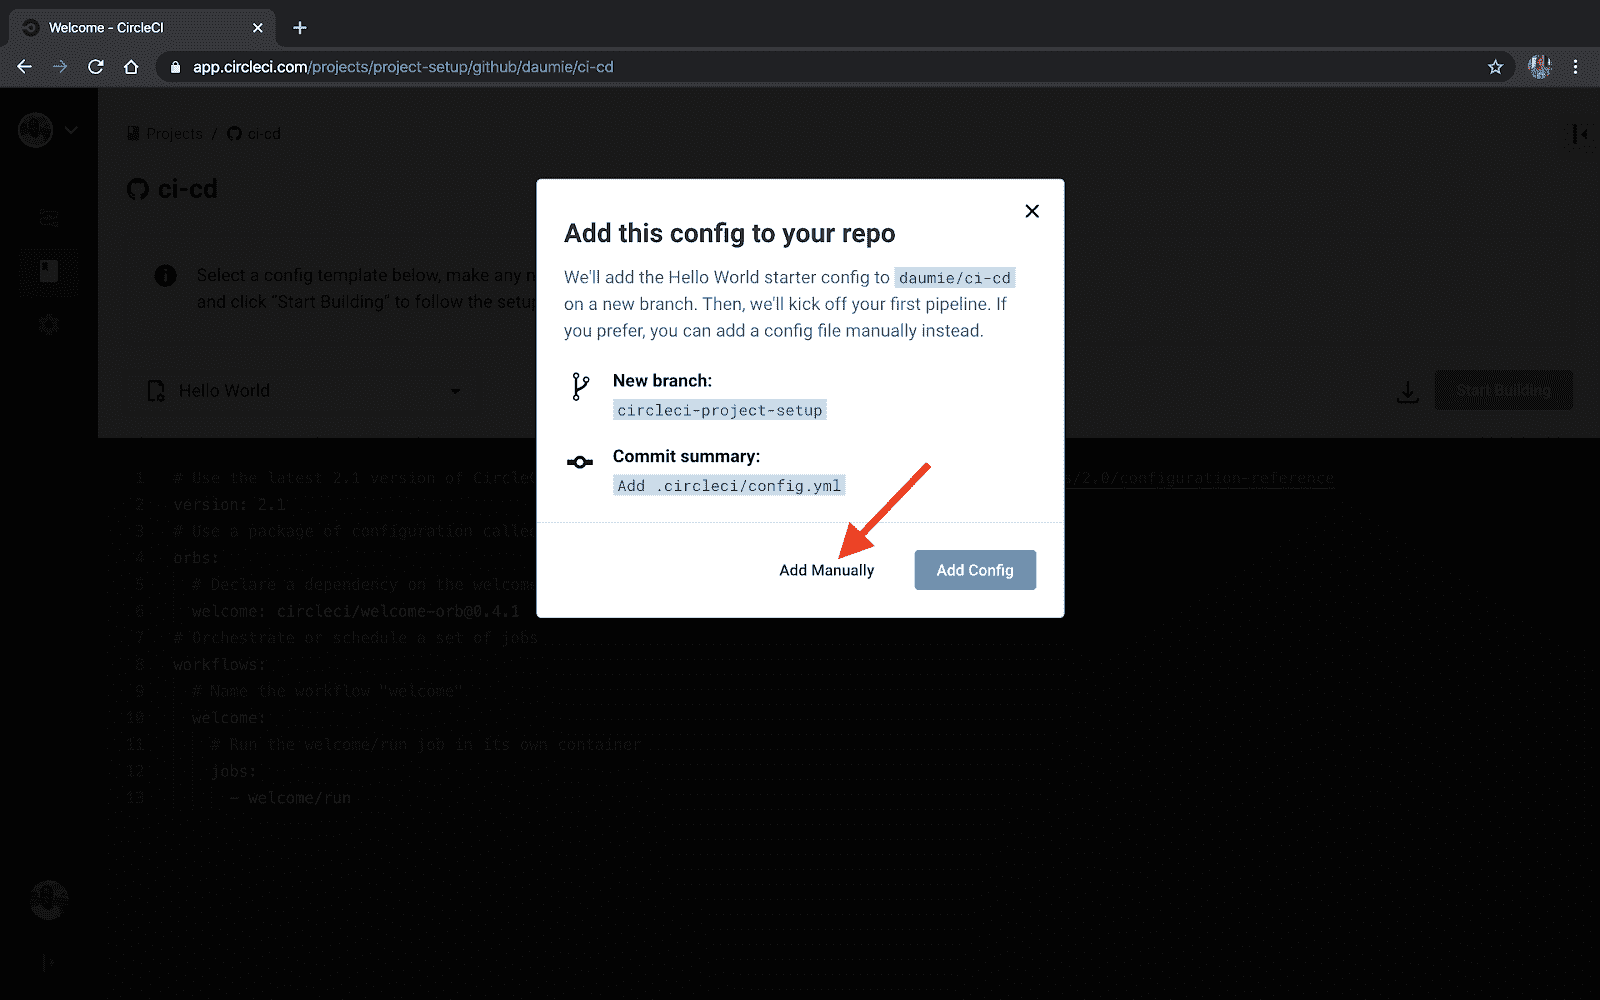 Welcome - CircleCI
app.circleci.com/projects/project-setup/github/daumie/ci-cd
Projects / ci-cd
ci-cd
Select a config template below, make any n
and click "Start Building" to follow the setu
Hello World
Start Building
Add this config to your repo
We'll add the Hello World starter config to daumie/ci-cd
on a new branch. Then, we'll kick off your first pipeline. If
you prefer, you can add a config file manually instead.
New branch:
circleci-project-setup
Commit summary:
Add .circleci/config.yml
Add Manually
Add Config
1 # Use the latest 2.1 version of Circle s/2.0/configuration-reference
2 version: 2.1
3 # Use a package of configuration calle
4 orbs:
5 # Declare a dependency on the welcome
6 welcome: circleci/welcome-orb@0.4.1
7 # Orchestrate or schedule a set of jobs
8 workflows:
9 # Name the workflow "welcome"
10 welcome:
11 # Run the welcome/run job in its own container
12 jobs:
13 - welcome/run